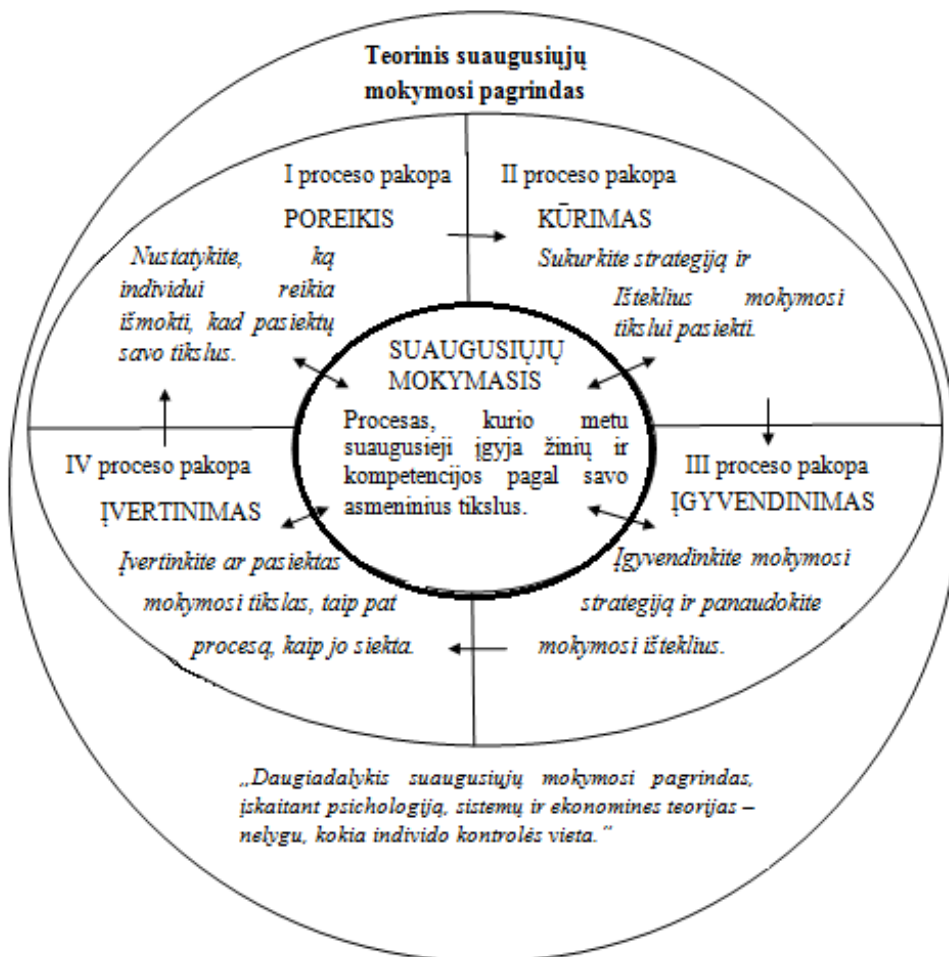 Teorinis suaugusiųjų
mokymosi pagrindas
I proceso pakopa
POREIKIS
Nustatykite, ką
individui reikia
išmokti, kad pasiektų
savo tikslus.
II proceso pakopa
KŪRIMAS
Sukurkite strategiją ir
Išteklius mokymosi
tikslui pasiekti.
SUAUGUSIŲJŲ
MOKYMASIS
Procesas, kurio metu
suaugusieji įgyja žinių ir
kompetencijos pagal savo
asmeninius tikslus.
IV proceso pakopa
ĮVERTINIMAS
Įvertinkite ar pasiektas
mokymosi tikslas, taip pat
procesą, kaip jo siekta.
III proceso pakopa
ĮGYVENDINIMAS
Įgyvendinkite mokymosi
strategiją ir panaudokite
mokymosi išteklius.
„Daugiadalykis suaugusiųjų mokymosi pagrindas,
įskaitant psichologiją, sistemų ir ekonomines teorijas –
nelygu, kokia individo kontrolės vieta.“